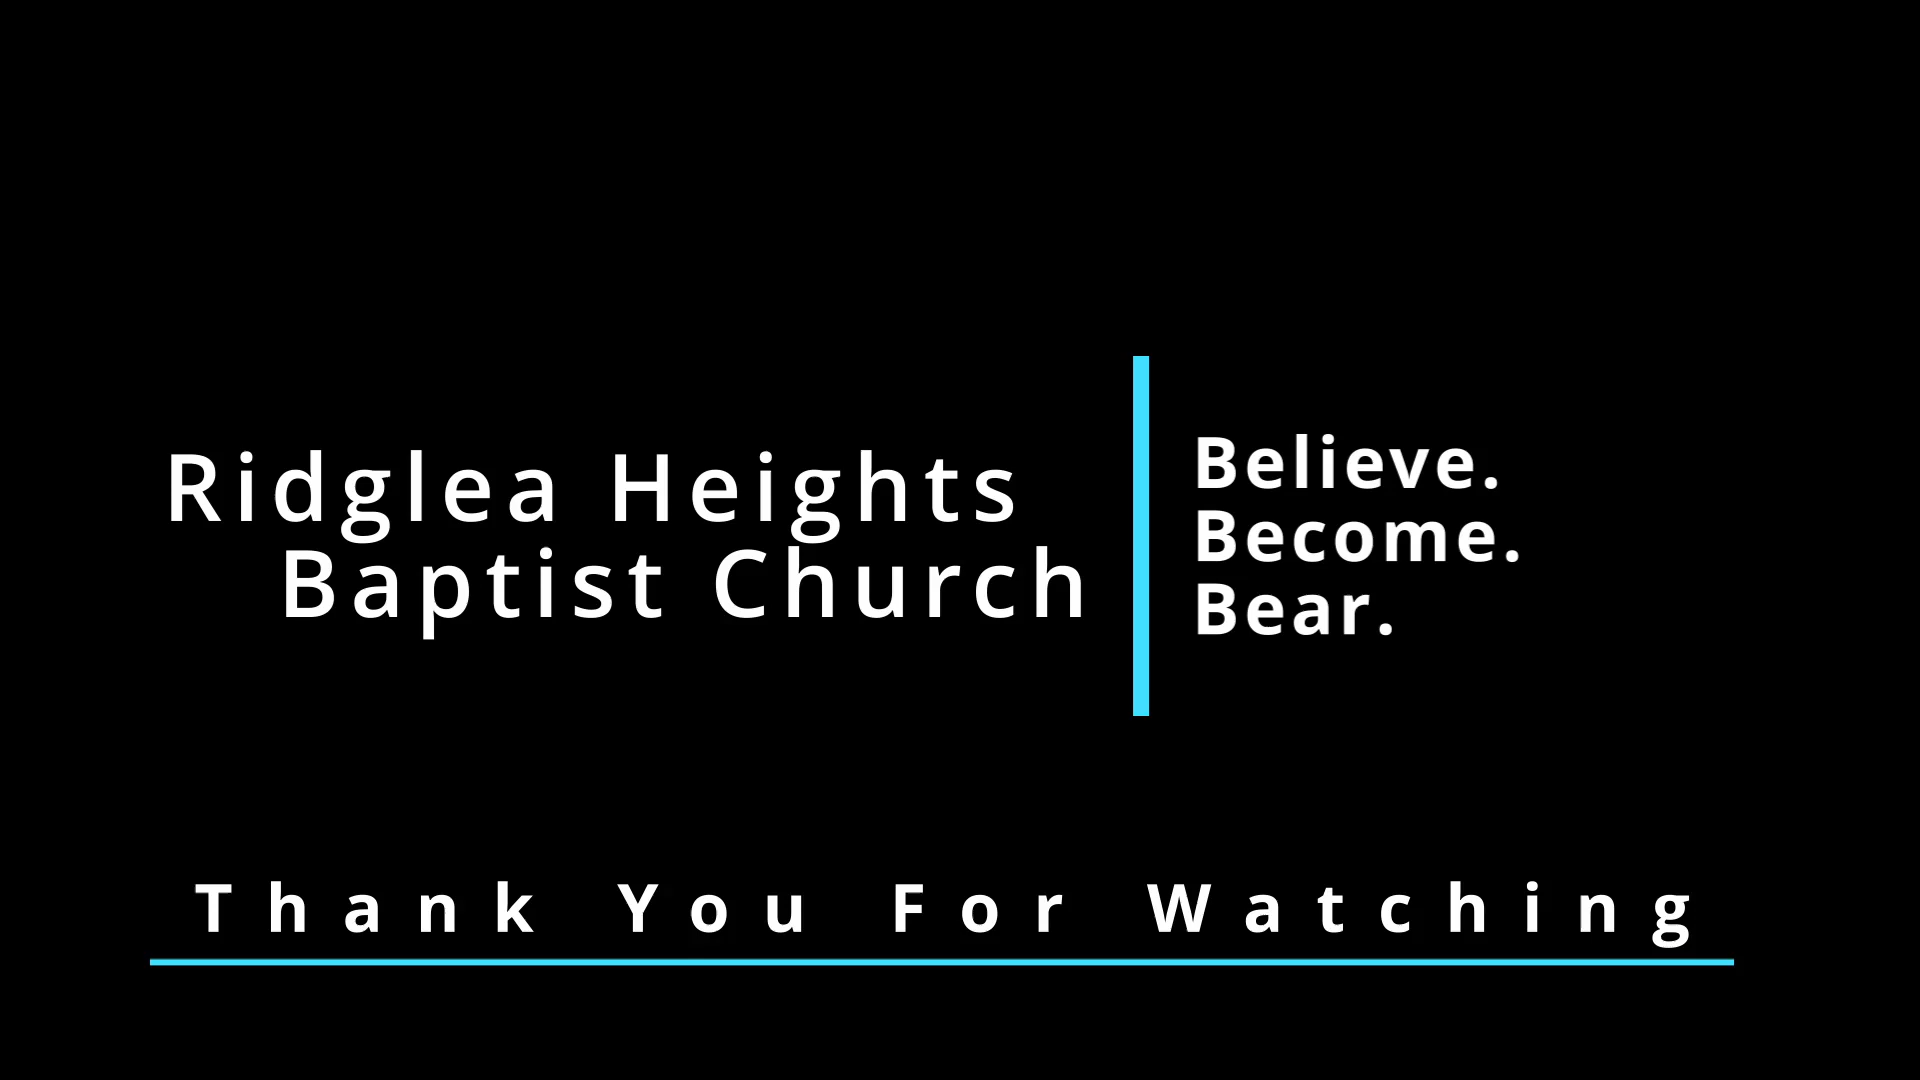 Ridglea Heights
Baptist Church
Believe.
Become.
Bear.
Thank You For Watching